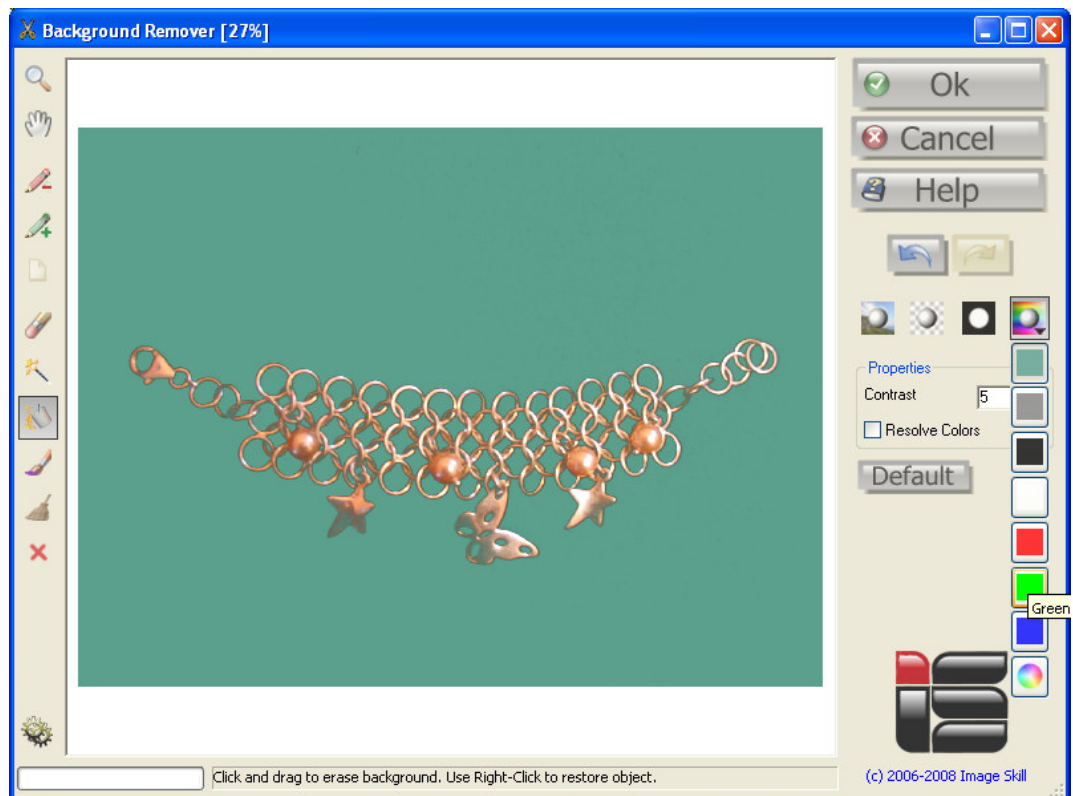 Background Remover [27%]
Ok
Cancel
Help
Properties
Contrast
5
Resolve Colors
Default
Green
Click and drag to erase background. Use Right-Click to restore object.
(c) 2006-2008 Image Skill